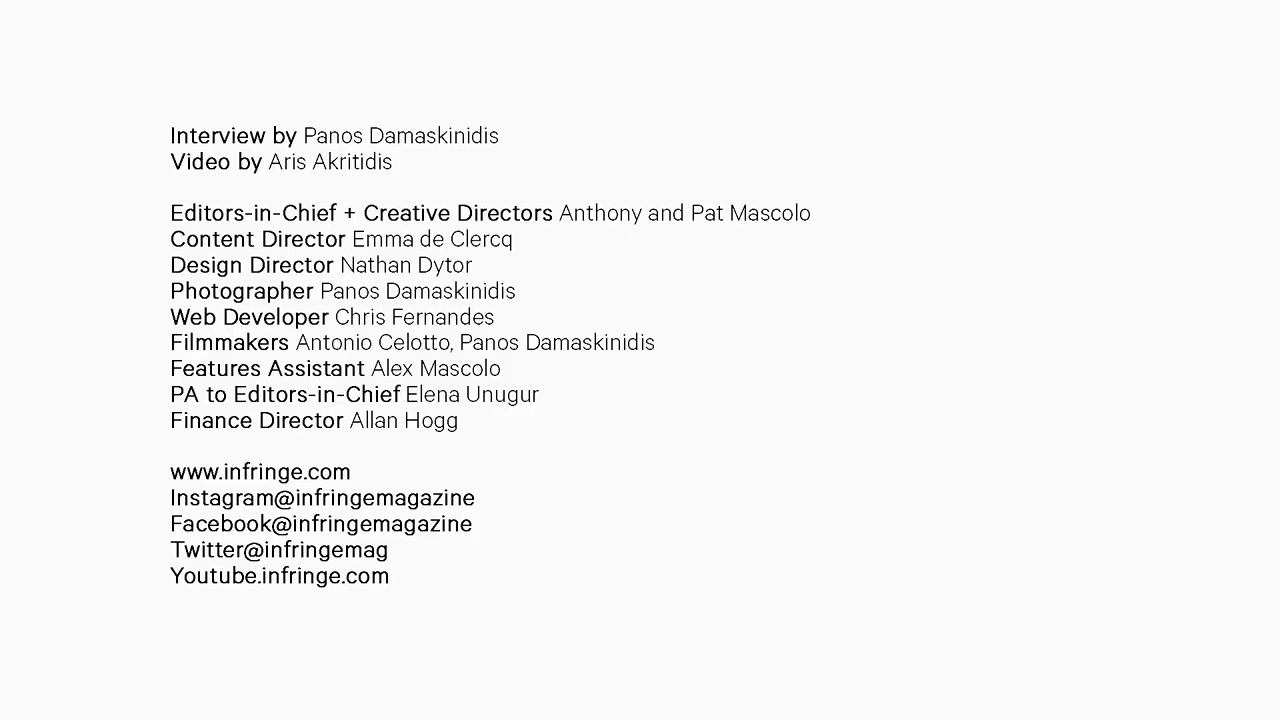 Interview by Panos Damaskinidis
Video by Aris Akritidis
Editors-in-Chief + Creative Directors Anthony and Pat Mascolo
Content Director Emma de Clercq
Design Director Nathan Dytor
Photographer Panos Damaskinidis
Web Developer Chris Fernandes
Filmmakers Antonio Celotto, Panos Damaskinidis
Features Assistant Alex Mascolo
PA to Editors-in-Chief Elena Unugur
Finance Director Allan Hogg
www.infringe.com
Instagram@infringemagazine
Facebook@infringemagazine
Twitter@infringemag
Youtube.infringe.com